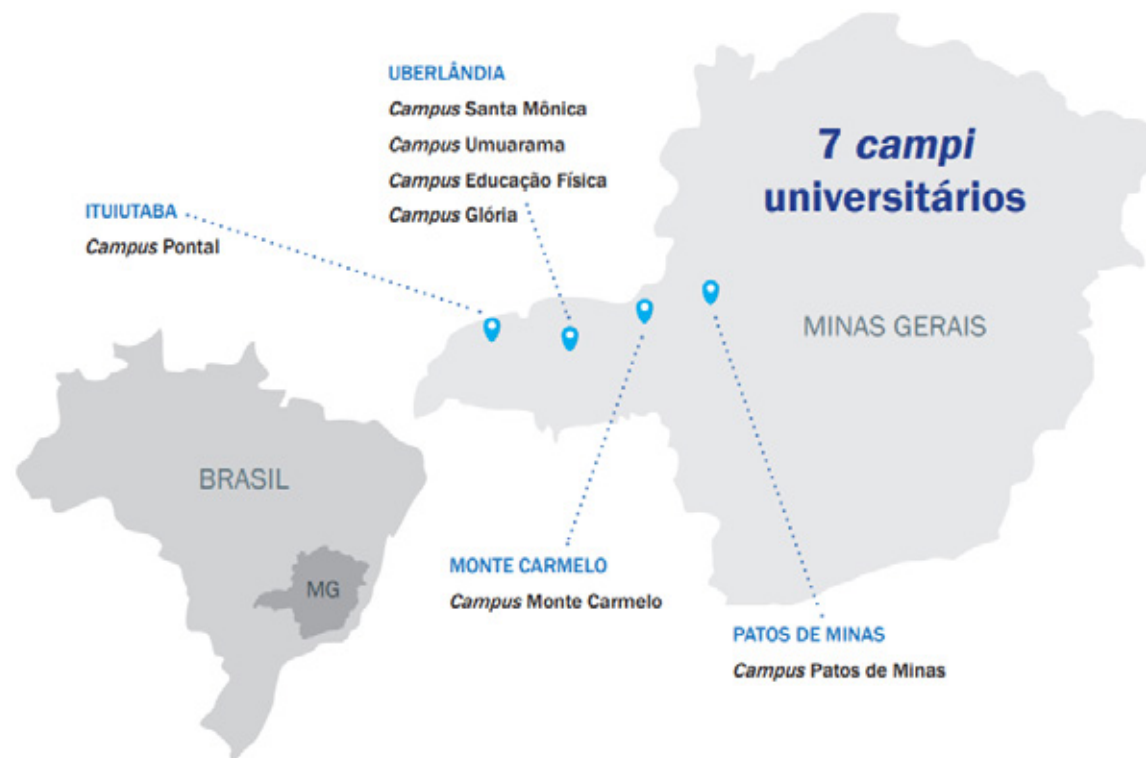 UBERLÂNDIA
Campus Santa Mônica
Campus Umuarama
Campus Educação Física
Campus Glória
ITUIUTABA
Campus Pontal
7 campi
universitários
MINAS GERAIS
BRASIL
MG
MONTE CARMELO
Campus Monte Carmelo
PATOS DE MINAS
Campus Patos de Minas